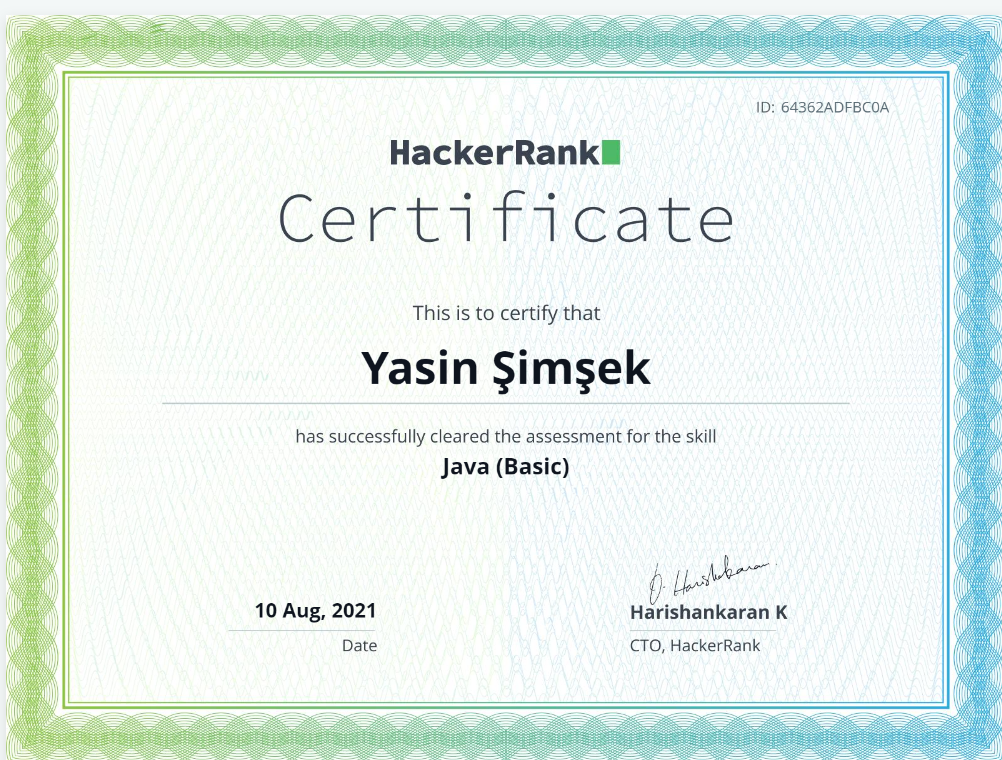 ID: 64362ADFBC0A
HackerRank
Certificate
This is to certify that
Yasin Şimşek
has successfully cleared the assessment for the skill
Java (Basic)
10 Aug, 2021
Date
D. Harishankaran
Harishankaran K
CTO, HackerRank